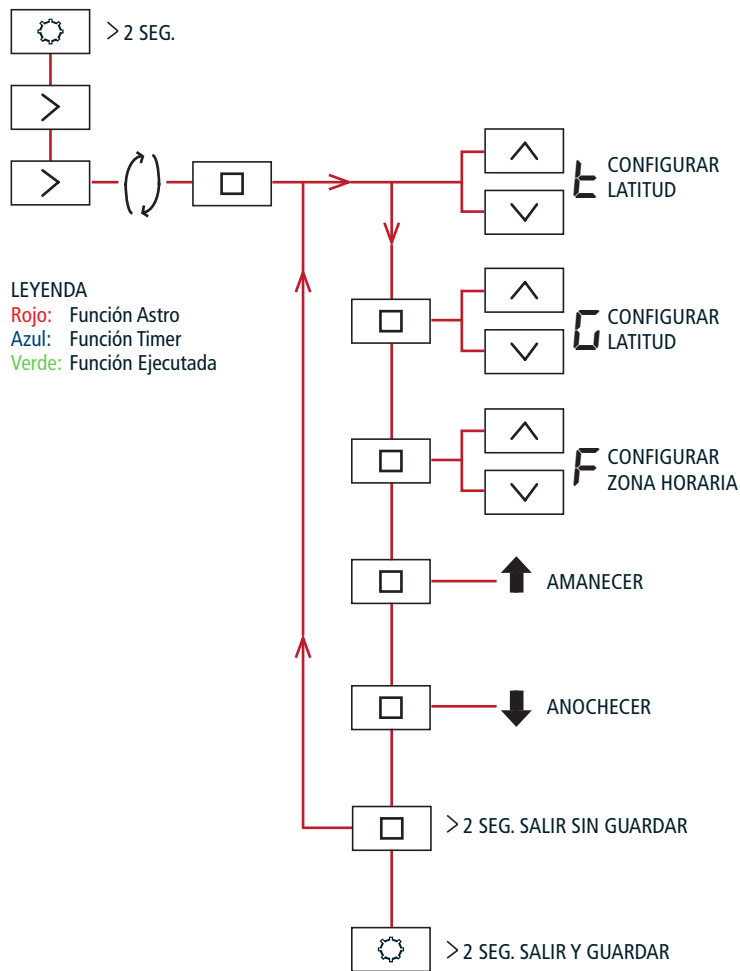 > 2 SEG.
t CONFIGURAR
LATITUD
LEYENDA
Rojo: Función Astro
Azul: Función Timer
Verde: Función Ejecutada
G CONFIGURAR
LATITUD
F CONFIGURAR
ZONA HORARIA
AMANECER
ANOCHECER
> 2 SEG. SALIR SIN GUARDAR
> 2 SEG. SALIR Y GUARDAR